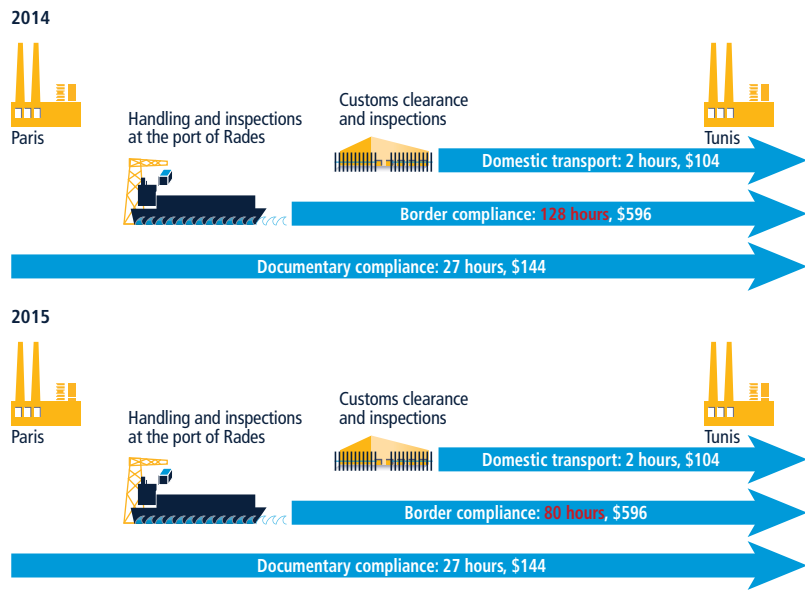 2014
Paris
Handling and inspections
at the port of Rades
Customs clearance
and inspections
Tunis
Domestic transport: 2 hours, $104
Border compliance: 128 hours, $596
Documentary compliance: 27 hours, $144
2015
Paris
Handling and inspections
at the port of Rades
Customs clearance
and inspections
Tunis
Domestic transport: 2 hours, $104
Border compliance: 80 hours, $596
Documentary compliance: 27 hours, $144